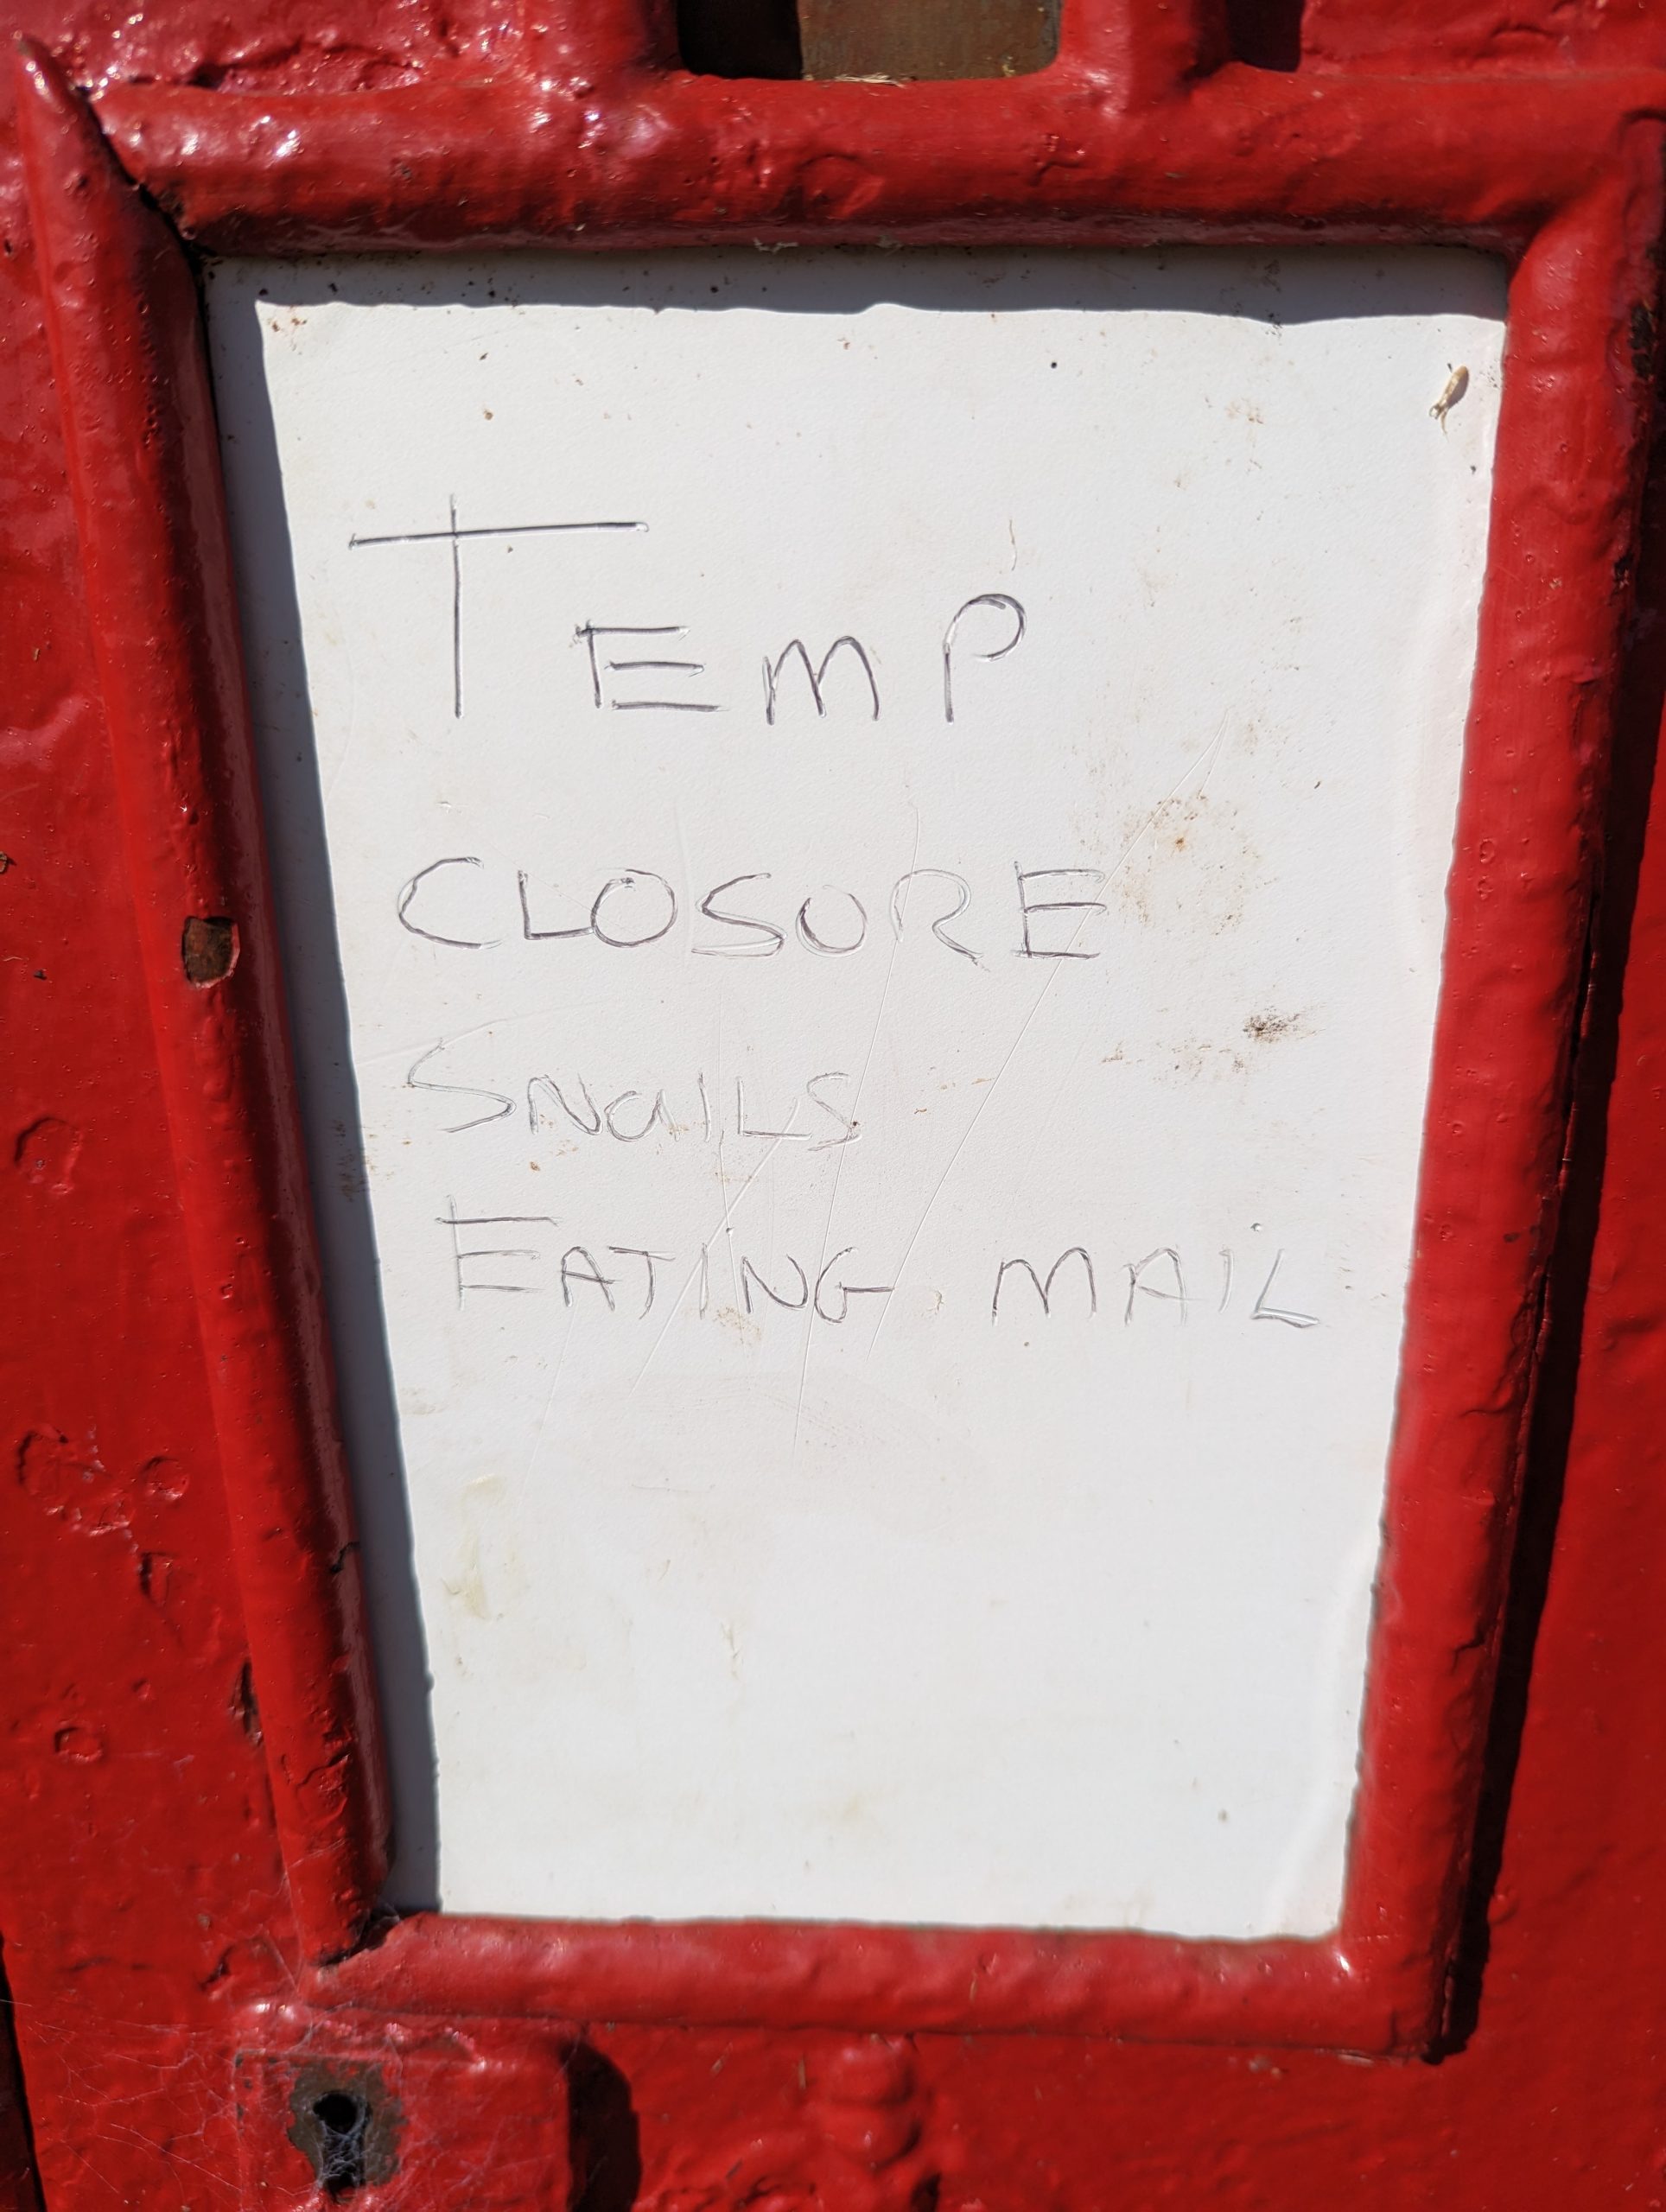 TEMP
CLOSURE
SNaILS
EATING MAIL